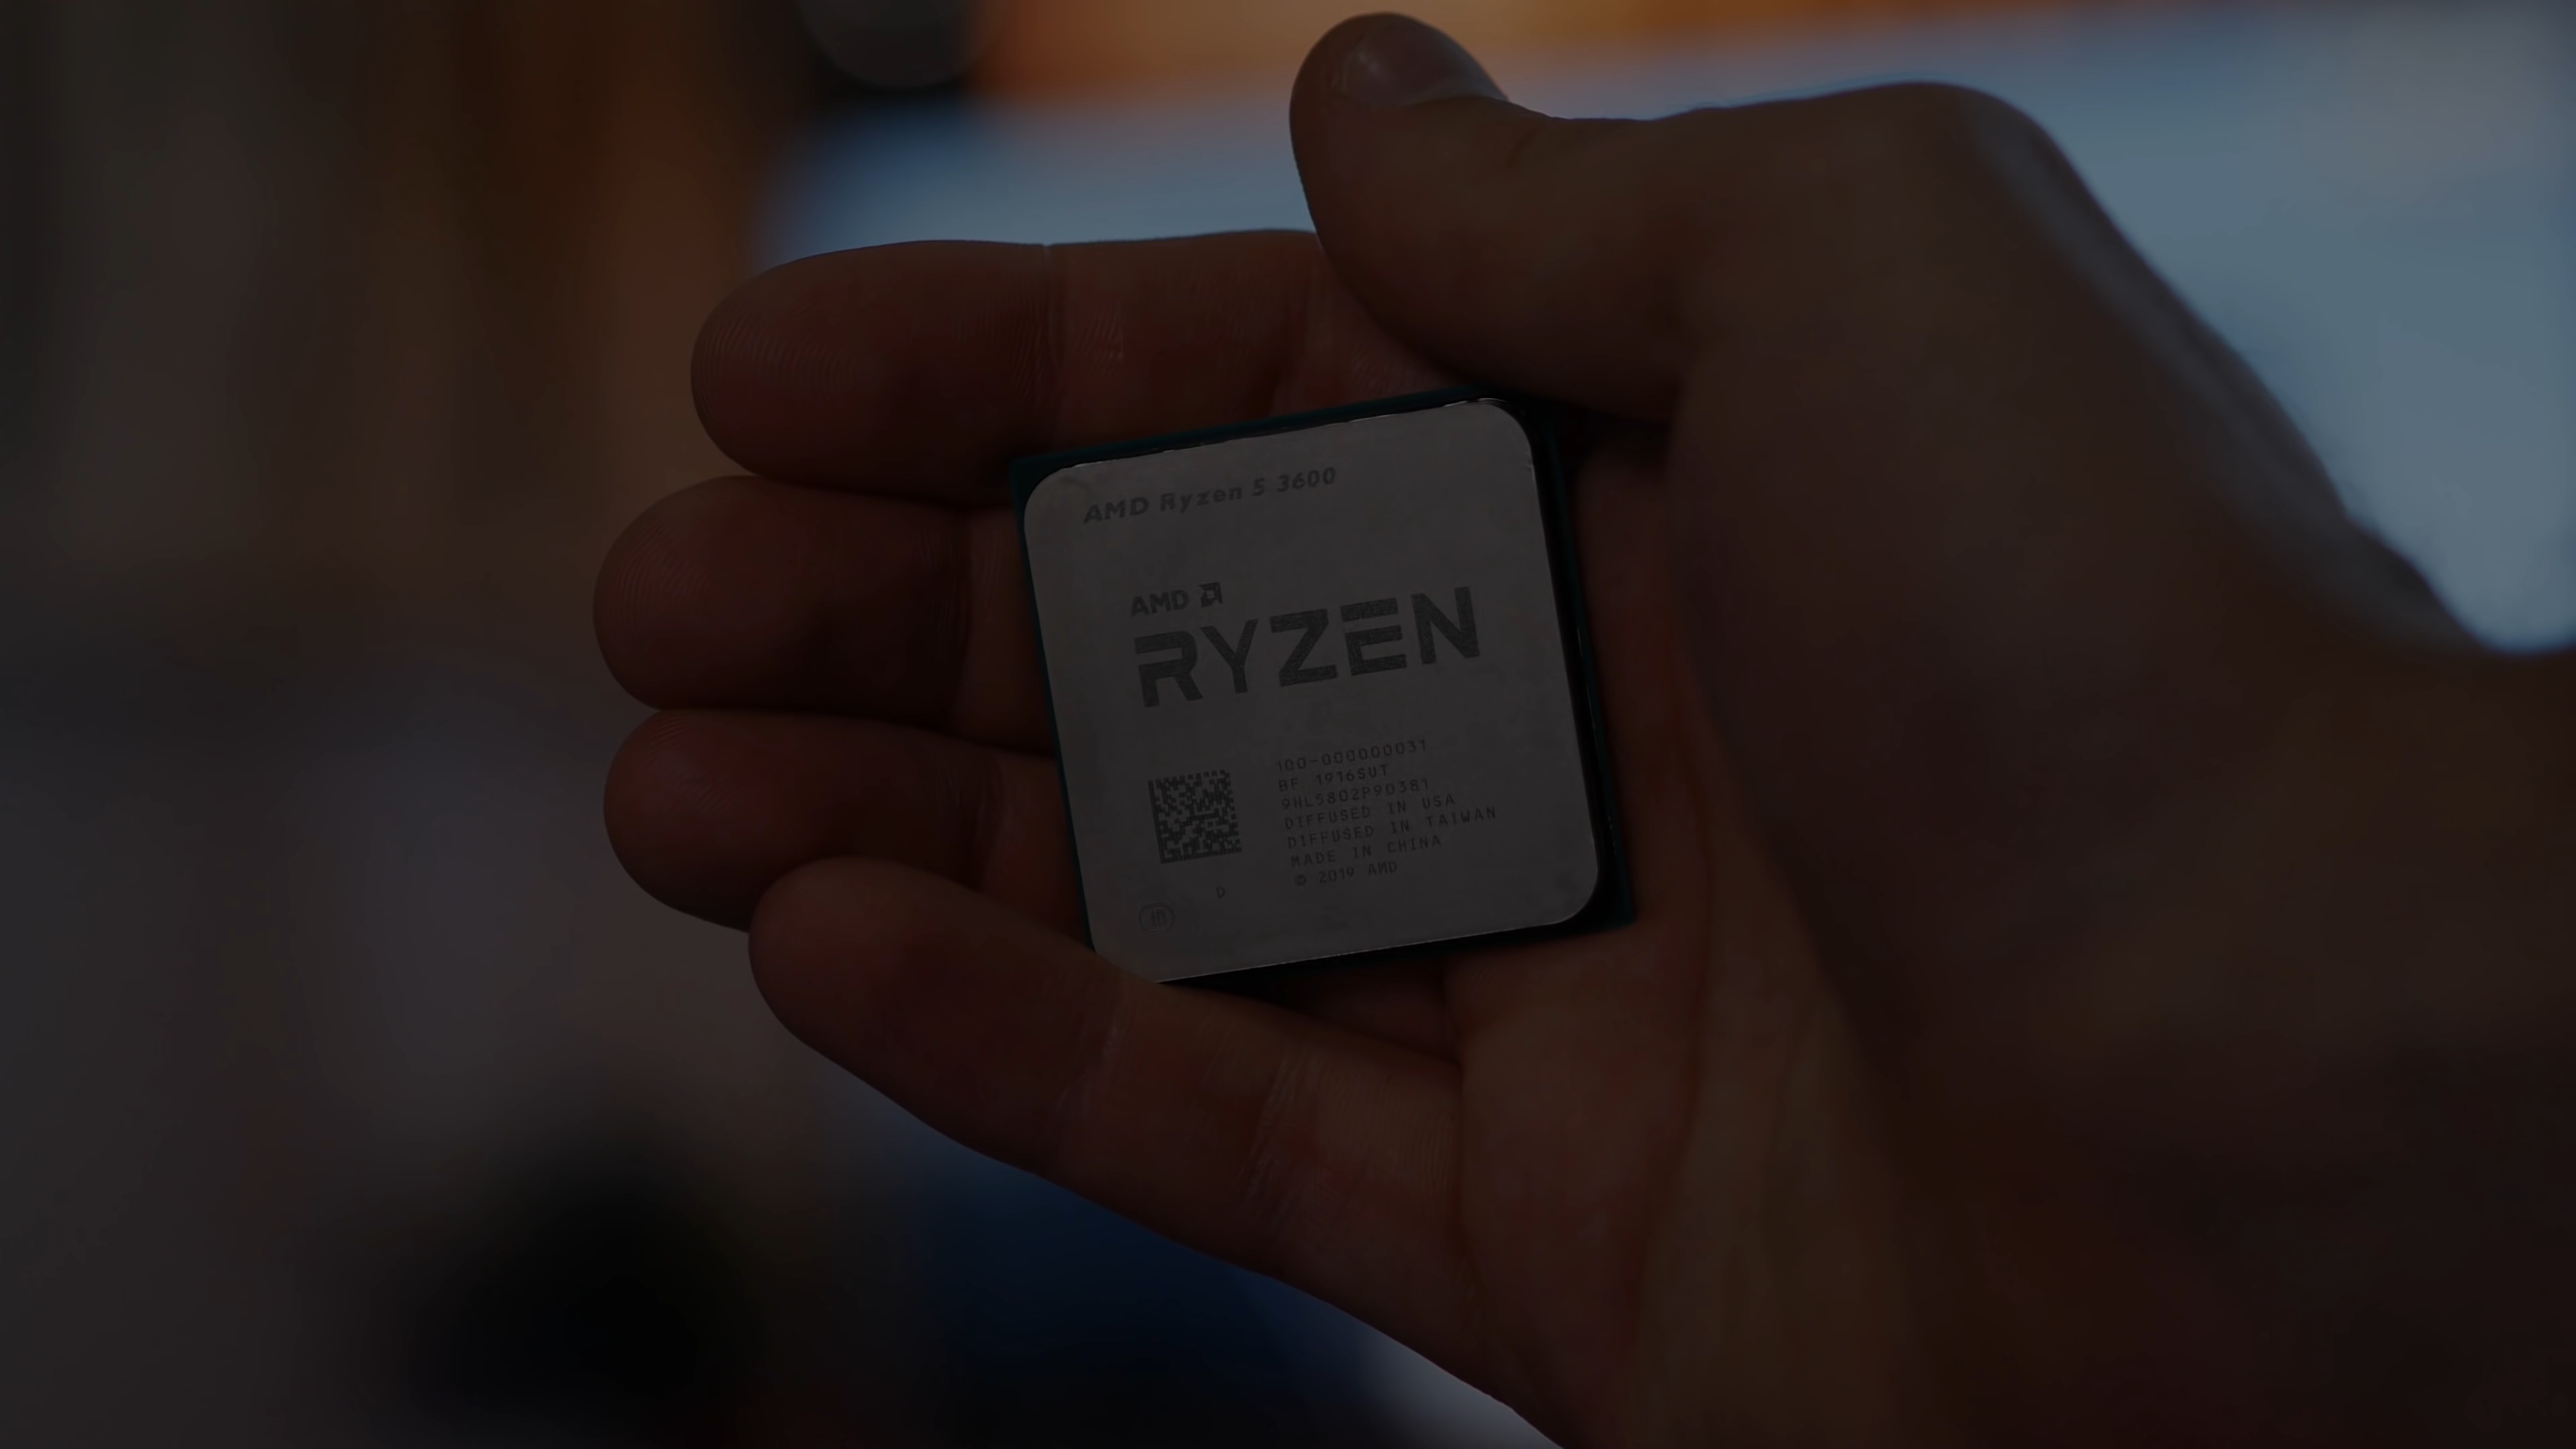 AMD Ryzen 5 3600
AMD
RYZEN
100-000000031
BF 1916SUT
9HL5802P90381
DIFFUSED IN USA
DIFFUSED IN TAIWAN
MADE IN CHINA
© 2019 AMD
D